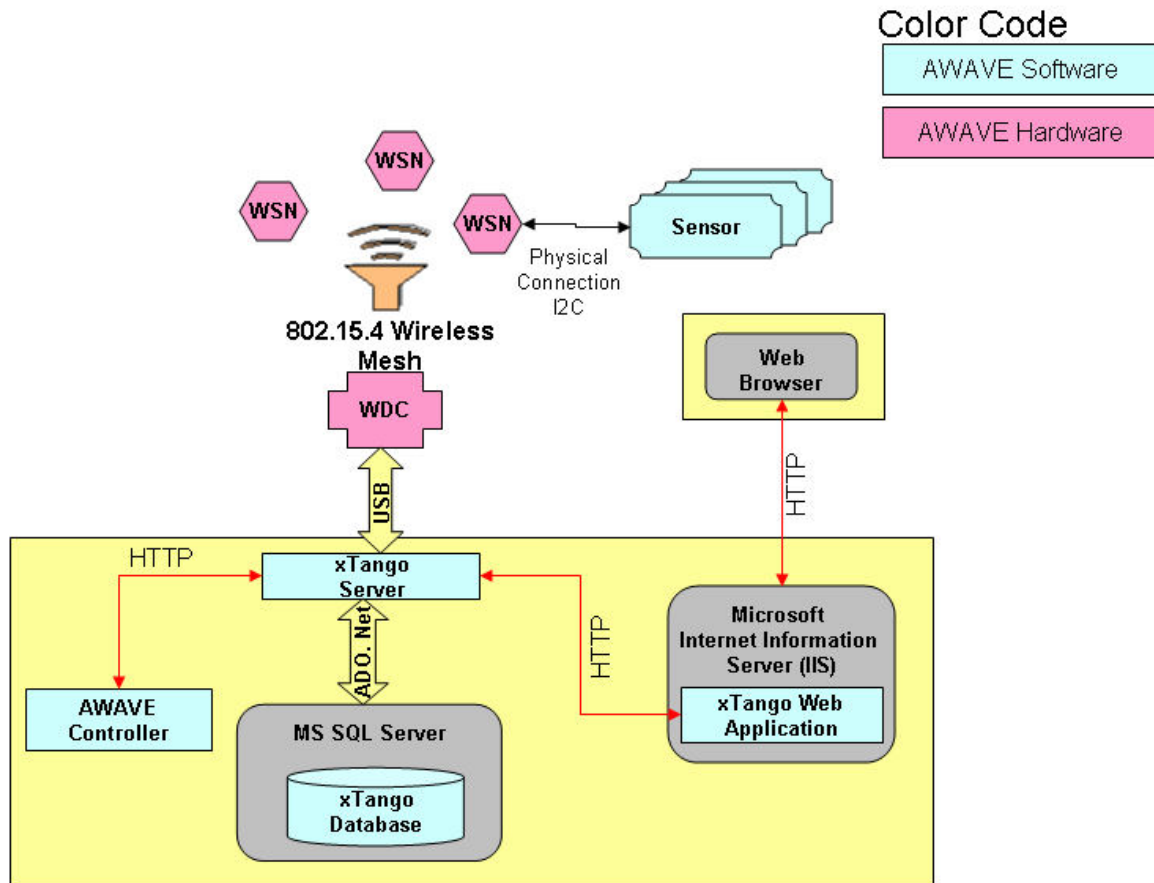 Color Code
AWAVE Software
AWAVE Hardware
WSN
WSN
WSN
Sensor
Physical
Connection
I2C
802.15.4 Wireless
Mesh
WDC
Web
Browser
USB
HTTP
HTTP
xTango
Server
ADO. Net
HTTP
Microsoft
Internet Information
Server (IIS)
xTango Web
Application
AWAVE
Controller
MS SQL Server
xTango
Database